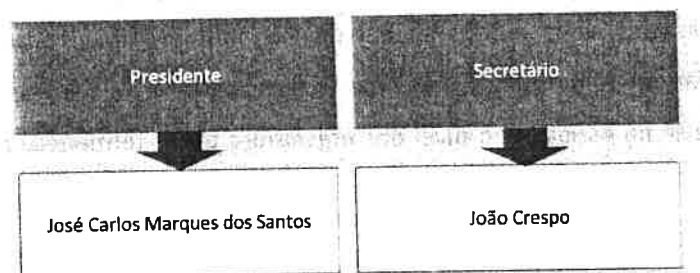 Presidente
Secretário
José Carlos Marques dos Santos
João Crespo